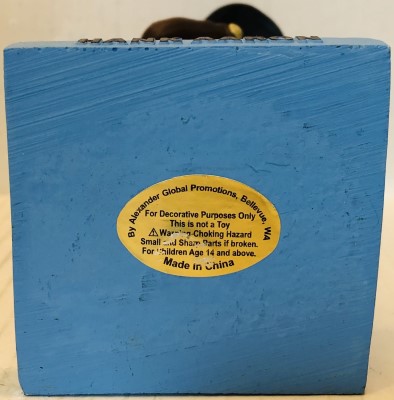 By Alexander Global Promotions, Bellevue, WA
For Decorative Purposes Only
This is not a Toy
⚠ Warning Choking Hazard
Small and Sharp Parts if broken.
For Children Age 14 and above.
Made In China